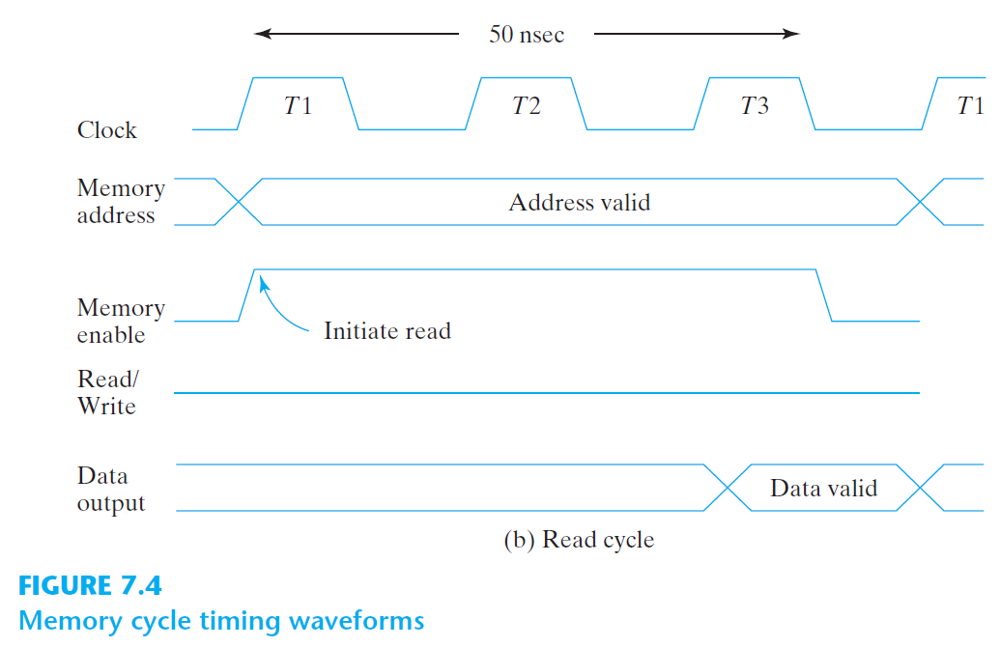 50 nsec
T1
T2
T3
T1
Clock
Memory
address
Address valid
Memory
enable
Initiate read
Read/
Write
Data
output
Data valid
(b) Read cycle
FIGURE 7.4
Memory cycle timing waveforms